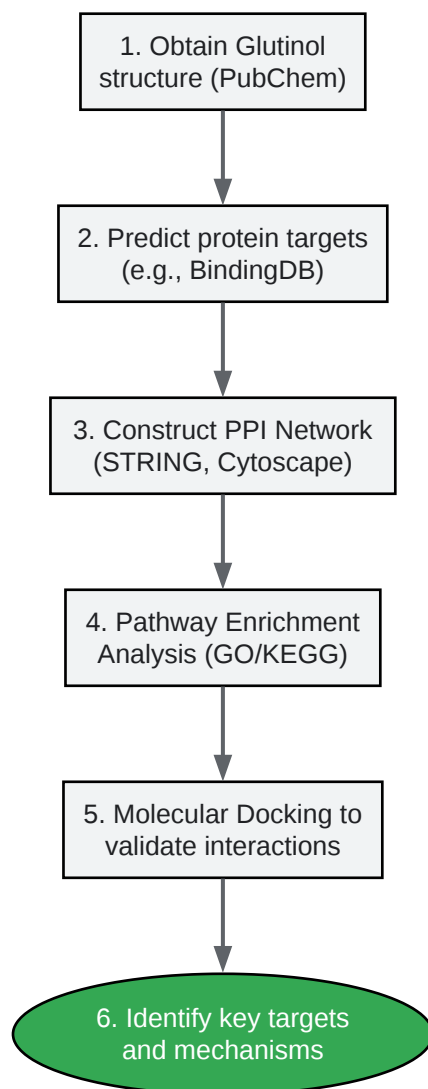 1. Obtain Glutinol
structure (PubChem)
2. Predict protein targets
(e.g., BindingDB)
3. Construct PPI Network
(STRING, Cytoscape)
4. Pathway Enrichment
Analysis (GO/KEGG)
5. Molecular Docking to
validate interactions
6. Identify key targets
and mechanisms